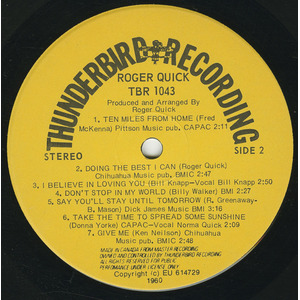 THUNDERBIRD RECORDING
ROGER QUICK
TBR 1043
Produced and Arranged By
Roger Quick
1. TEN MILES FROM HOME (Fred
McKenna) Pittson Music pub. CAPAC 2:11
STEREO
SIDE 2
2. DOING THE BEST I CAN (Roger Quick)
Chihuahua Music pub. BMIC 2:47
3. I BELIEVE IN LOVING YOU (Bill Knapp-Vocal Bill Knapp 2:50
4. DON'T STOP IN MY WORLD (Billy Walker) BMI 2:27
5. SAY YOU'LL STAY UNTIL TOMORROW (R. Greenaway-
B. Mason) Dick James Music BMI 3:16
6. TAKE THE TIME TO SPREAD SOME SUNSHINE
(Donna Yorke) CAPAC-Vocal Norma Quick 2:09
7. GIVE ME (Ken Neilson) Chihuahua
Music pub. BMIC 2:48
MADE IN CANADA FROM MASTER RECORDING
OWNED AND CONTROLLED BY THUNDERBIRD RECORDING
ALL RIGHTS RESERVED FOR PUBLIC
PERFORMANCE UNDER LICENSE ONLY.
Copyright (c) EU 614729
1960